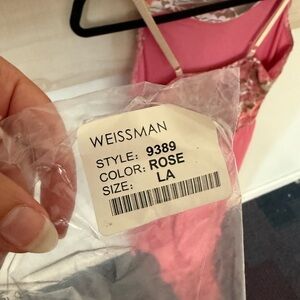 WEISSMAN
STYLE: 9389
COLOR: ROSE
SIZE: LA